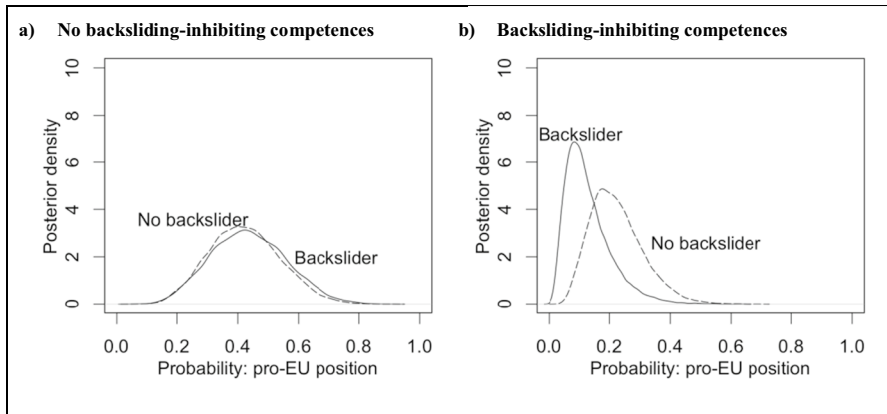 a) No backsliding-inhibiting competences
10
8
6
4
2
0
Posterior density
No backslider
Backslider
0.0 0.2 0.4 0.6 0.8 1.0
Probability: pro-EU position
b) Backsliding-inhibiting competences
10
8
6
4
2
0
Posterior density
Backslider
No backslider
0.0 0.2 0.4 0.6 0.8 1.0
Probability: pro-EU position